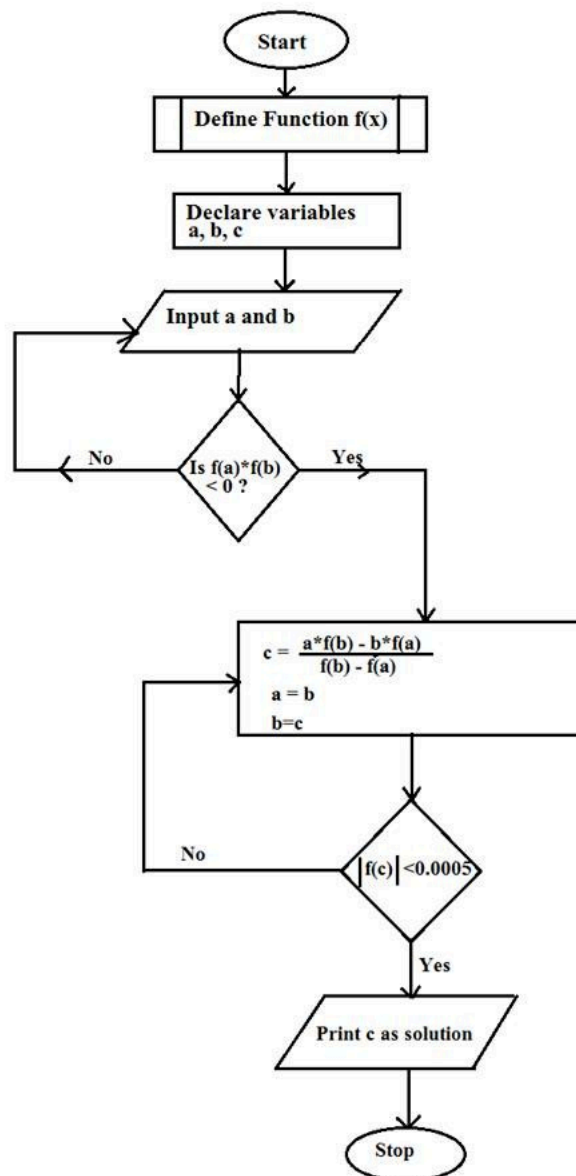 Start
Define Function f(x)
Declare variables
a, b, c
Input a and b
No
Is f(a)*f(b)
< 0 ?
Yes
c = a*f(b) - b*f(a)
f(b) - f(a)
a = b
b=c
No
|f(c)| <0.0005
Yes
Print c as solution
Stop